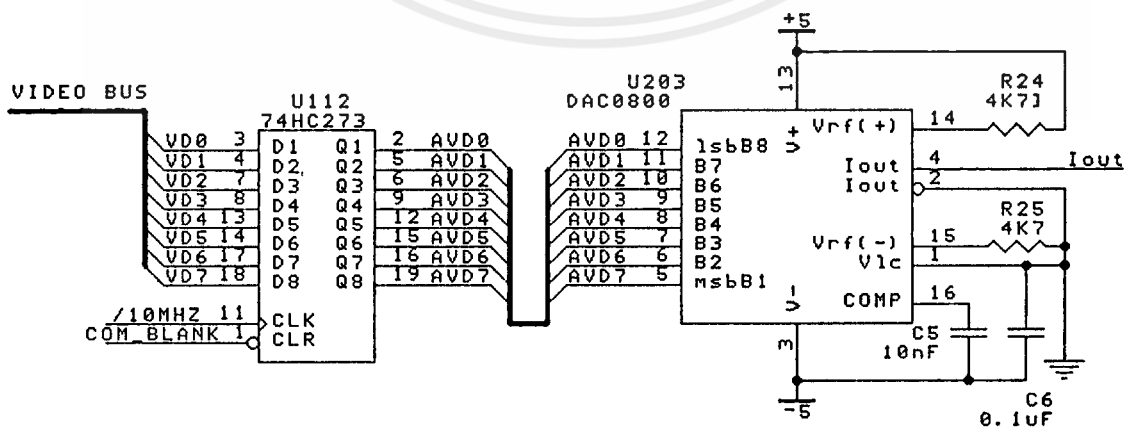 VIDEO BUS
U112
74HC273
VD0 3 D1 Q1 2 AVD0
VD1 4 D2 Q2 5 AVD1
VD2 7 D3 Q3 6 AVD2
VD3 8 D4 Q4 9 AVD3
VD4 13 D5 Q5 12 AVD4
VD5 14 D6 Q6 15 AVD5
VD6 17 D7 Q7 16 AVD6
VD7 18 D8 Q8 19 AVD7
/10MHZ 11 CLK
COM_BLANK 1 CLR
U203
DAC0800
AVD0 12 lsbB8
AVD1 11 B7
AVD2 10 B6
AVD3 9 B5
AVD4 8 B4
AVD5 7 B3
AVD6 6 B2
AVD7 5 msbB1
+5
13
V+
Vrf(+) 14
R24
4K7
Iout 4 Iout
Iout 2
R25
4K7
Vrf(-) 15
Vlc 1
COMP 16
V-
3
C5
10nF
-5
C6
0.1uF